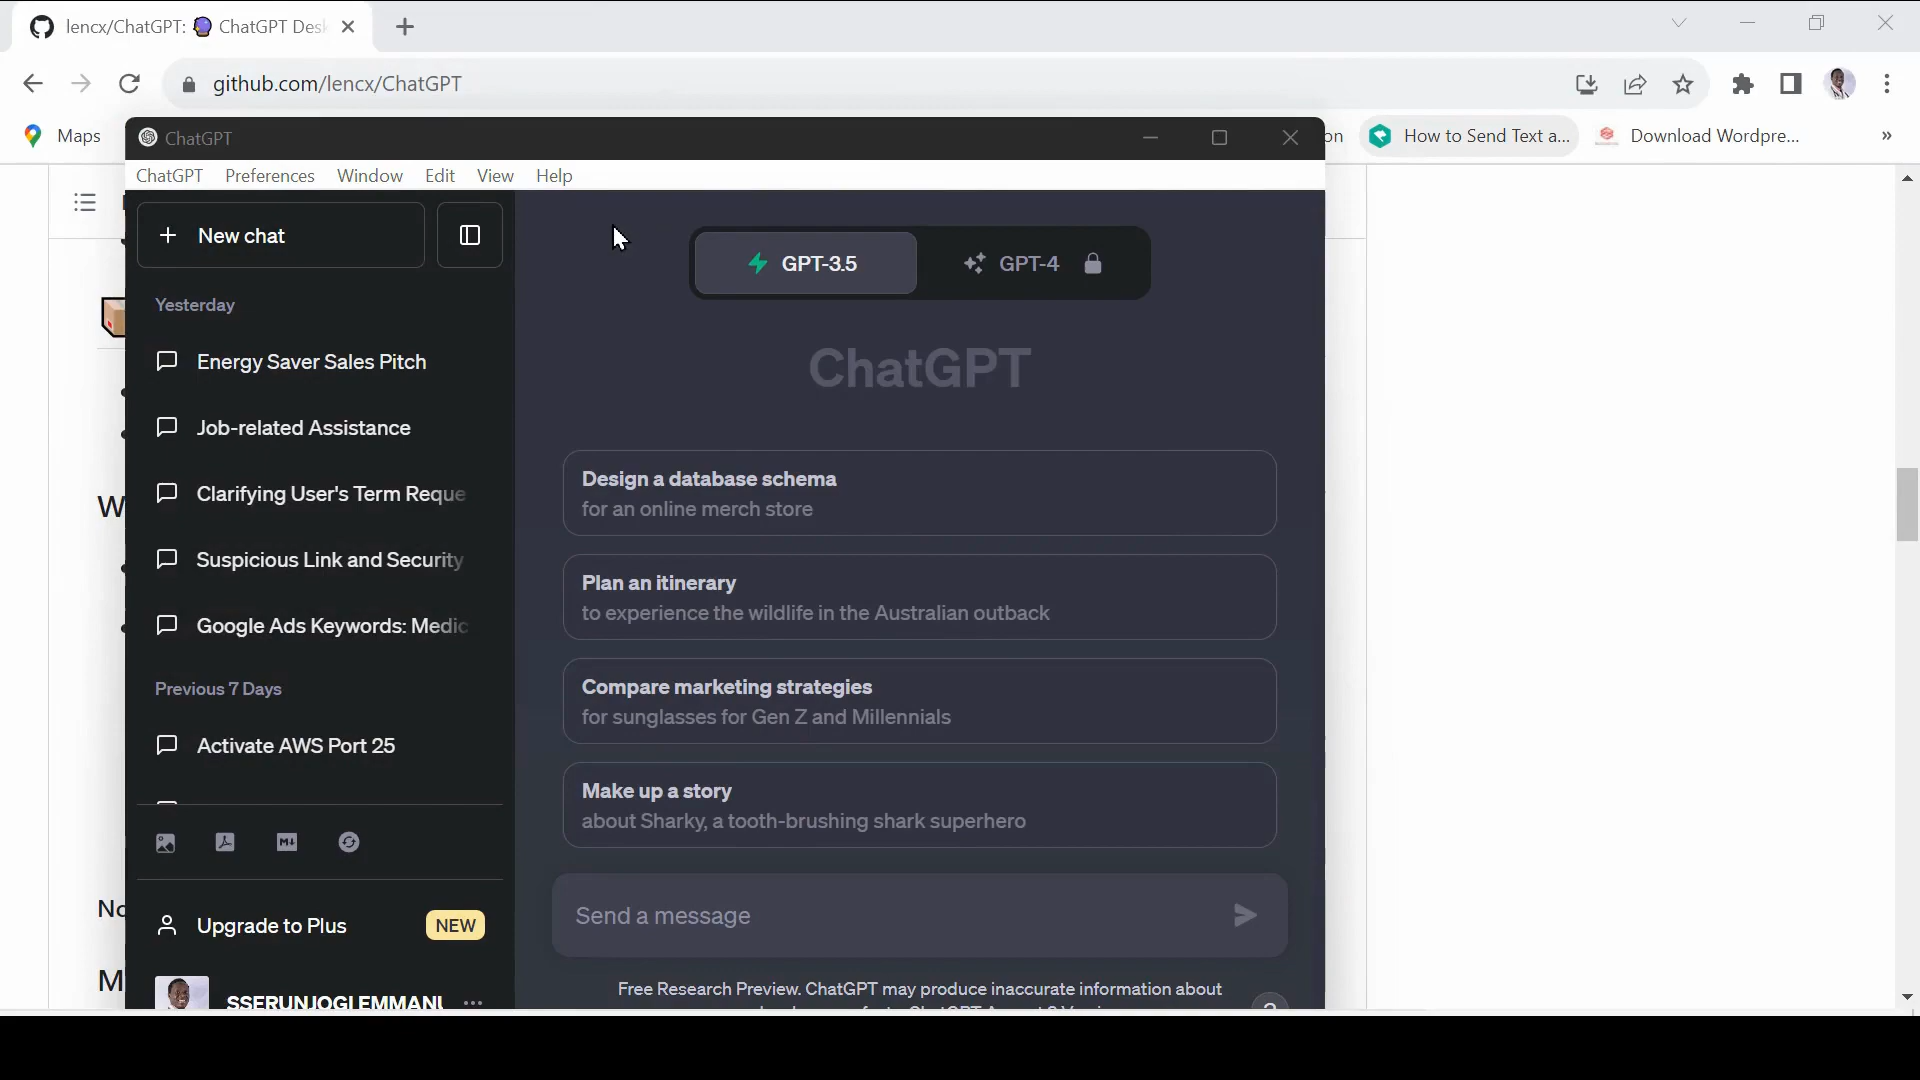 lencx/ChatGPT: ChatGPT Des
github.com/lencx/ChatGPT
Maps
on
How to Send Text a...
Download Wordpre...
»
ChatGPT
ChatGPT Preferences Window Edit View Help
New chat
Yesterday
Energy Saver Sales Pitch
Job-related Assistance
Clarifying User's Term Reque
Suspicious Link and Security
Google Ads Keywords: Medic
Previous 7 Days
Activate AWS Port 25
M↓
Upgrade to Plus
NEW
SSERUNJOGI EMMANU
GPT-3.5
GPT-4
ChatGPT
Design a database schema
for an online merch store
Plan an itinerary
to experience the wildlife in the Australian outback
Compare marketing strategies
for sunglasses for Gen Z and Millennials
Make up a story
about Sharky, a tooth-brushing shark superhero
Send a message
Free Research Preview. ChatGPT may produce inaccurate information about
W
No
M